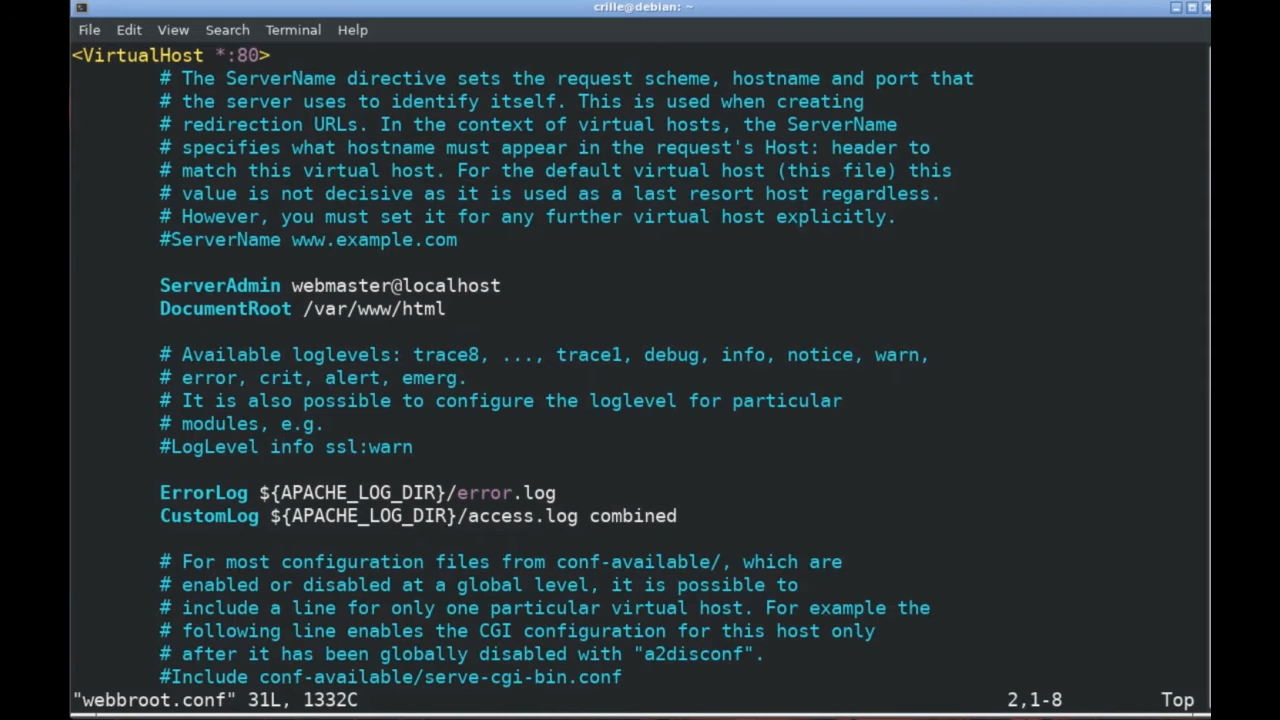 crille@debian: ~
File Edit View Search Terminal Help
<VirtualHost *:80>
# The ServerName directive sets the request scheme, hostname and port that
# the server uses to identify itself. This is used when creating
# redirection URLs. In the context of virtual hosts, the ServerName
# specifies what hostname must appear in the request's Host: header to
# match this virtual host. For the default virtual host (this file) this
# value is not decisive as it is used as a last resort host regardless.
# However, you must set it for any further virtual host explicitly.
#ServerName www.example.com
ServerAdmin webmaster@localhost
DocumentRoot /var/www/html
# Available loglevels: trace8, ..., trace1, debug, info, notice, warn,
# error, crit, alert, emerg.
# It is also possible to configure the loglevel for particular
# modules, e.g.
#LogLevel info ssl:warn
ErrorLog ${APACHE_LOG_DIR}/error.log
CustomLog ${APACHE_LOG_DIR}/access.log combined
# For most configuration files from conf-available/, which are
# enabled or disabled at a global level, it is possible to
# include a line for only one particular virtual host. For example the
# following line enables the CGI configuration for this host only
# after it has been globally disabled with "a2disconf".
#Include conf-available/serve-cgi-bin.conf
"webbroot.conf" 31L, 1332C 2,1-8 Top